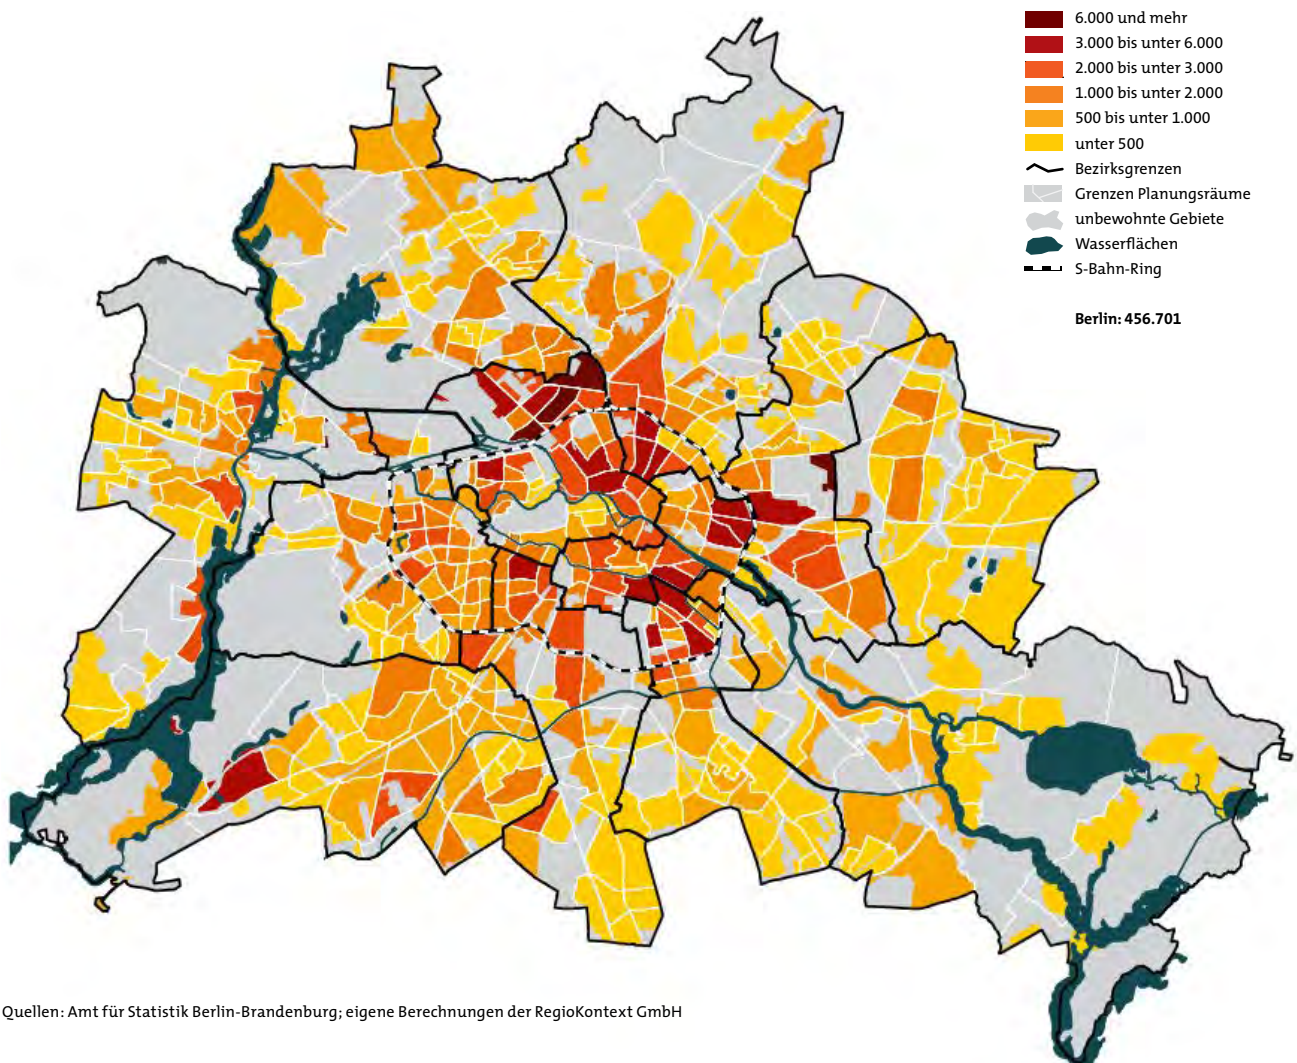 6.000 und mehr
3.000 bis unter 6.000
2.000 bis unter 3.000
1.000 bis unter 2.000
500 bis unter 1.000
unter 500
Bezirksgrenzen
Grenzen Planungsräume
unbewohnte Gebiete
Wasserflächen
S-Bahn-Ring
Berlin: 456.701
Quellen: Amt für Statistik Berlin-Brandenburg; eigene Berechnungen der RegioKontext GmbH